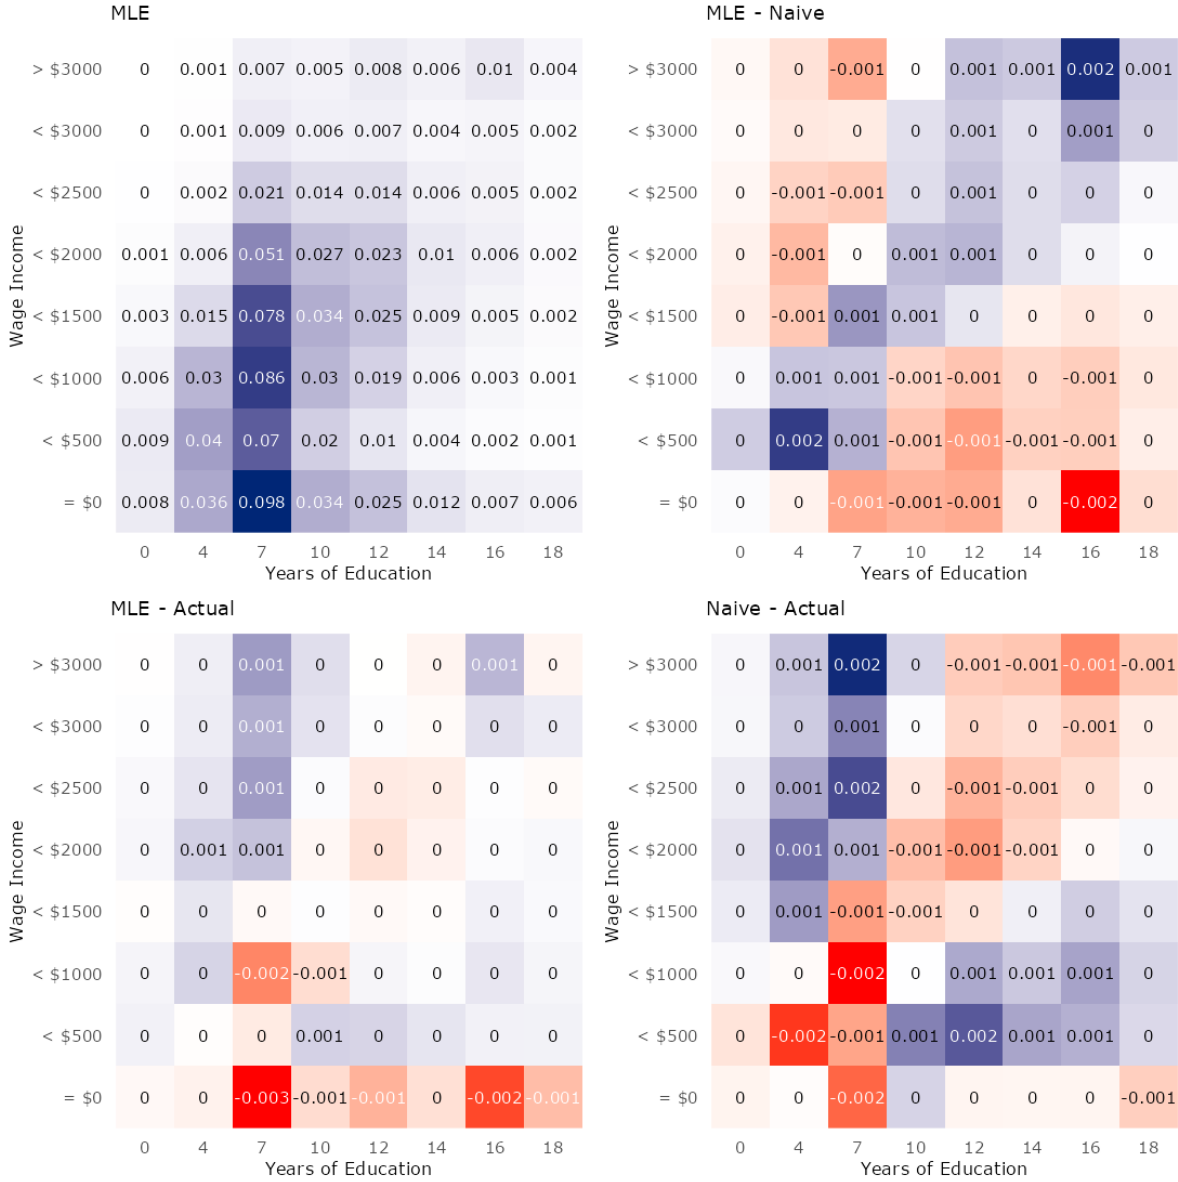 MLE
> $3000 0 0.001 0.007 0.005 0.008 0.006 0.01 0.004
< $3000 0 0.001 0.009 0.006 0.007 0.004 0.005 0.002
< $2500 0 0.002 0.021 0.014 0.014 0.006 0.005 0.002
< $2000 0.001 0.006 0.051 0.027 0.023 0.01 0.006 0.002
< $1500 0.003 0.015 0.078 0.034 0.025 0.009 0.005 0.002
< $1000 0.006 0.03 0.086 0.03 0.019 0.006 0.003 0.001
< $500 0.009 0.04 0.07 0.02 0.01 0.004 0.002 0.001
= $0 0.008 0.036 0.098 0.034 0.025 0.012 0.007 0.006
0 4 7 10 12 14 16 18
Wage Income
Years of Education
MLE - Naive
> $3000 0 0 -0.001 0 0.001 0.001 0.002 0.001
< $3000 0 0 0 0 0.001 0 0.001 0
< $2500 0 -0.001 -0.001 0 0.001 0 0 0
< $2000 0 -0.001 0 0.001 0.001 0 0 0
< $1500 0 -0.001 0.001 0.001 0 0 0 0
< $1000 0 0.001 0.001 -0.001 -0.001 0 -0.001 0
< $500 0 0.002 0.001 -0.001 -0.001 -0.001 -0.001 0
= $0 0 0 -0.001 -0.001 -0.001 0 -0.002 0
0 4 7 10 12 14 16 18
Wage Income
Years of Education
MLE - Actual
> $3000 0 0 0.001 0 0 0 0.001 0
< $3000 0 0 0.001 0 0 0 0 0
< $2500 0 0 0.001 0 0 0 0 0
< $2000 0 0.001 0.001 0 0 0 0 0
< $1500 0 0 0 0 0 0 0 0
< $1000 0 0 -0.002 -0.001 0 0 0 0
< $500 0 0 0 0.001 0 0 0 0
= $0 0 0 -0.003 -0.001 -0.001 0 -0.002 -0.001
0 4 7 10 12 14 16 18
Wage Income
Years of Education
Naive - Actual
> $3000 0 0.001 0.002 0 -0.001 -0.001 -0.001 -0.001
< $3000 0 0 0.001 0 0 0 -0.001 0
< $2500 0 0.001 0.002 0 -0.001 -0.001 0 0
< $2000 0 0.001 0.001 -0.001 -0.001 -0.001 0 0
< $1500 0 0.001 -0.001 -0.001 0 0 0 0
< $1000 0 0 -0.002 0 0.001 0.001 0.001 0
< $500 0 -0.002 -0.001 0.001 0.002 0.001 0.001 0
= $0 0 0 -0.002 0 0 0 0 -0.001
0 4 7 10 12 14 16 18
Wage Income
Years of Education